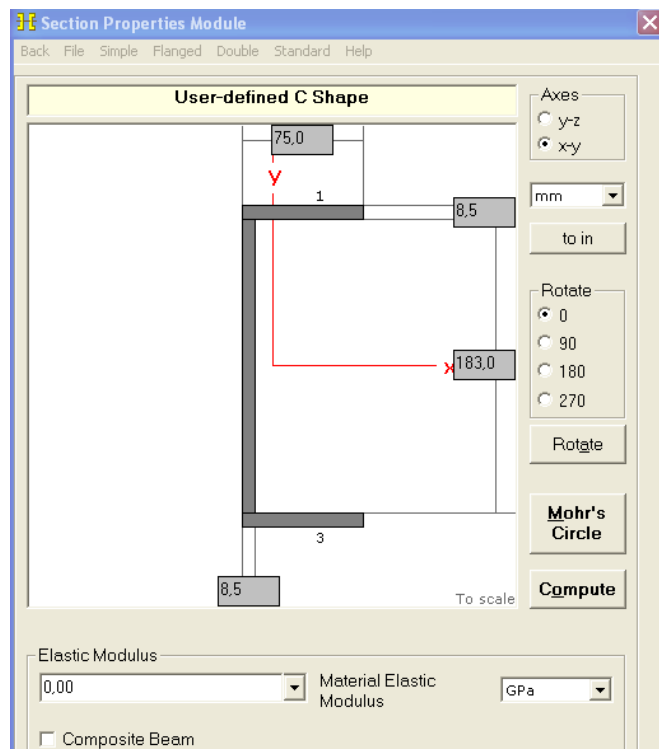 Section Properties Module
Back File Simple Flanged Double Standard Help
User-defined C Shape
Axes
y-z
x-y
75,0
y
1
8,5
mm
to in
Rotate
0
90
180
270
x
183,0
Rotate
Mohr's
Circle
3
8,5
To scale
Compute
Elastic Modulus
0,00
Material Elastic
Modulus
GPa
Composite Beam